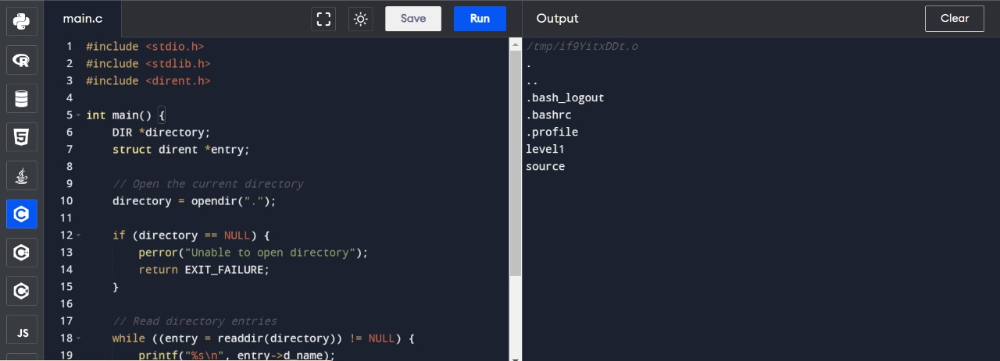 main.c
Save
Run
Output
Clear
1 #include <stdio.h>
2 #include <stdlib.h>
3 #include <dirent.h>
4
5 int main() {
6     DIR *directory;
7     struct dirent *entry;
8
9     // Open the current directory
10     directory = opendir(".");
11
12     if (directory == NULL) {
13         perror("Unable to open directory");
14         return EXIT_FAILURE;
15     }
16
17     // Read directory entries
18     while ((entry = readdir(directory)) != NULL) {
19         printf("%s\n", entry->d_name);
/tmp/if9YitxDDt.o
.
..
.bash_logout
.bashrc
.profile
level1
source
JS